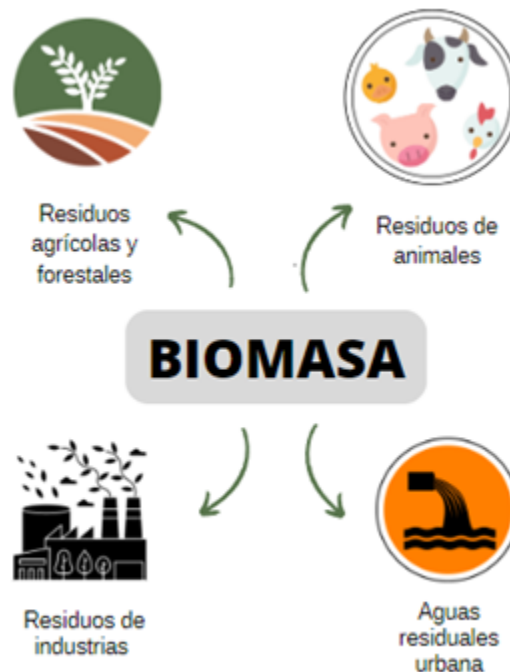 Residuos
agrícolas y
forestales
Residuos de
animales
BIOMASA
Residuos de
industrias
Aguas
residuales
urbana